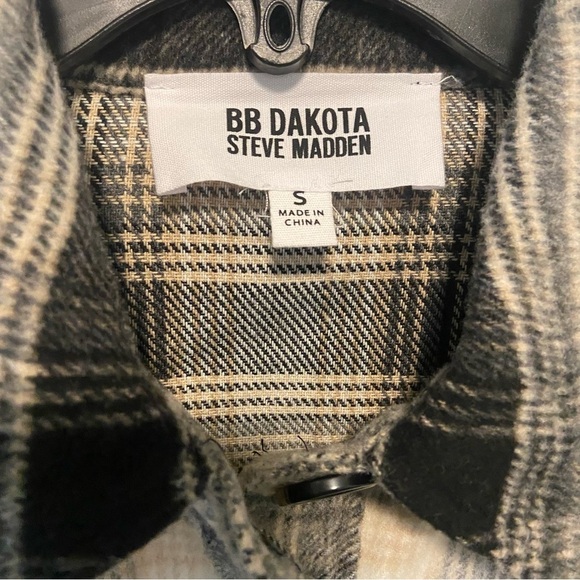 BB DAKOTA
STEVE MADDEN
S
MADE IN
CHINA